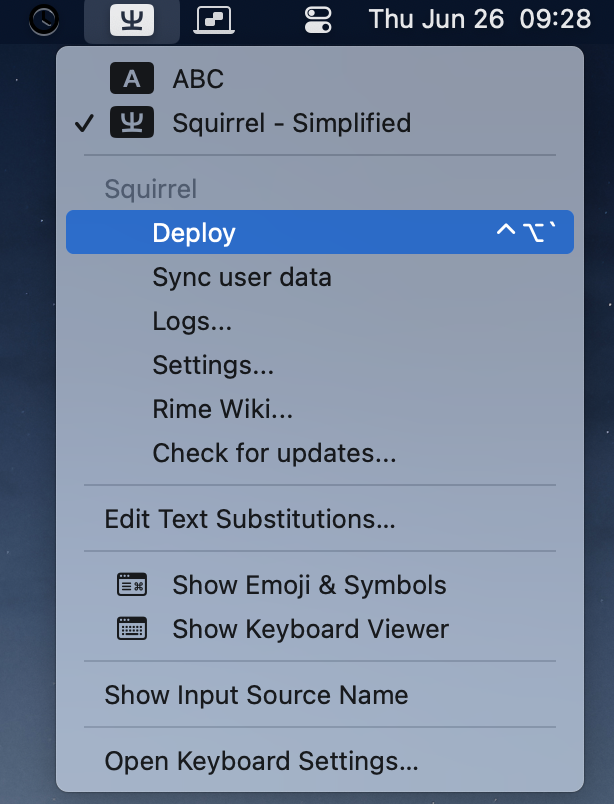 Thu Jun 26 09:28
A ABC
✓ Squirrel - Simplified
Squirrel
Deploy ^⌥`
Sync user data
Logs...
Settings...
Rime Wiki...
Check for updates...
Edit Text Substitutions...
Show Emoji & Symbols
Show Keyboard Viewer
Show Input Source Name
Open Keyboard Settings...